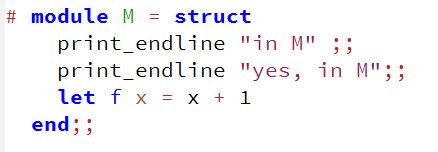 # module M = struct
print_endline "in M" ;;
print_endline "yes, in M";;
let f x = x + 1
end;;